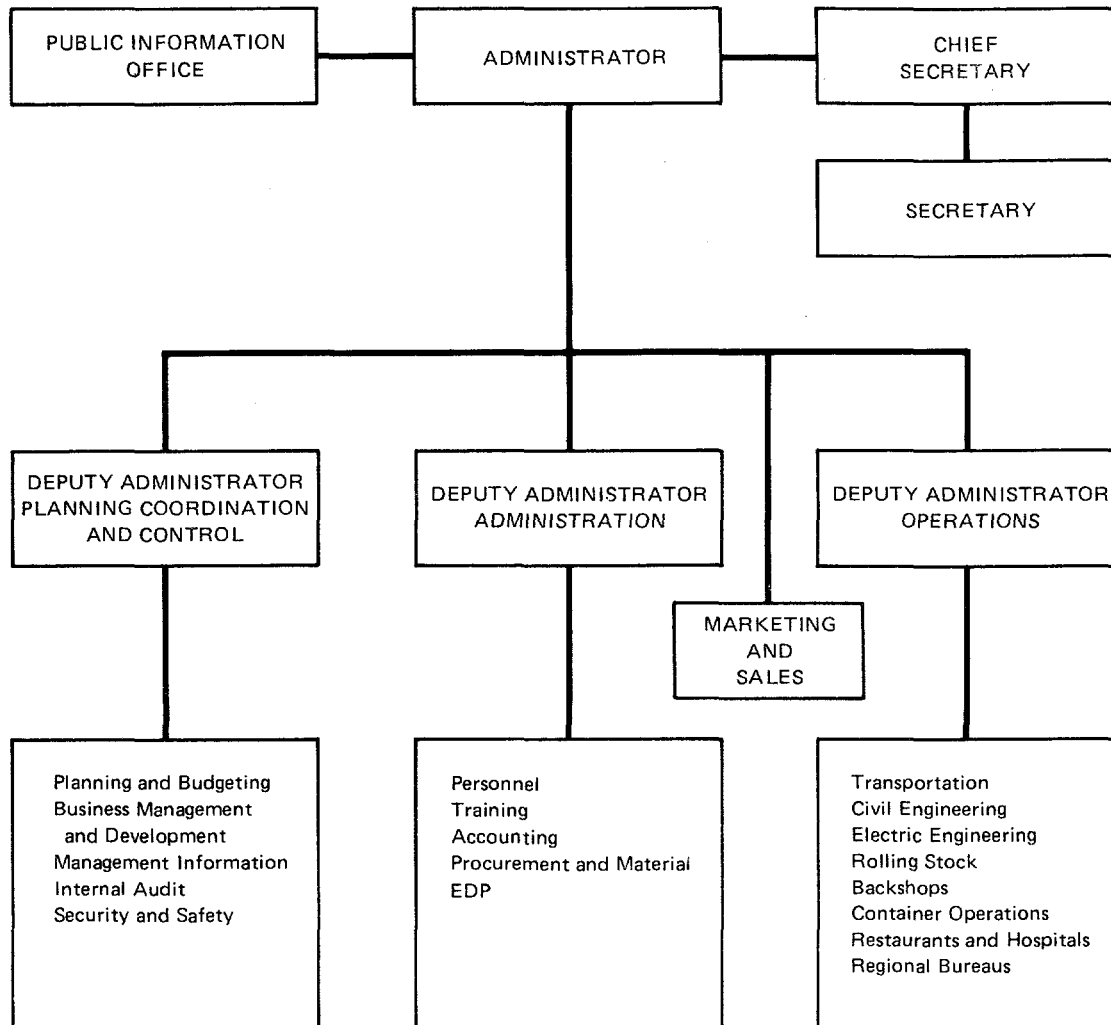 PUBLIC INFORMATION
OFFICE
ADMINISTRATOR
CHIEF
SECRETARY
SECRETARY
DEPUTY ADMINISTRATOR
PLANNING COORDINATION
AND CONTROL
DEPUTY ADMINISTRATOR
ADMINISTRATION
DEPUTY ADMINISTRATOR
OPERATIONS
MARKETING
AND
SALES
Planning and Budgeting
Business Management
and Development
Management Information
Internal Audit
Security and Safety
Personnel
Training
Accounting
Procurement and Material
EDP
Transportation
Civil Engineering
Electric Engineering
Rolling Stock
Backshops
Container Operations
Restaurants and Hospitals
Regional Bureaus